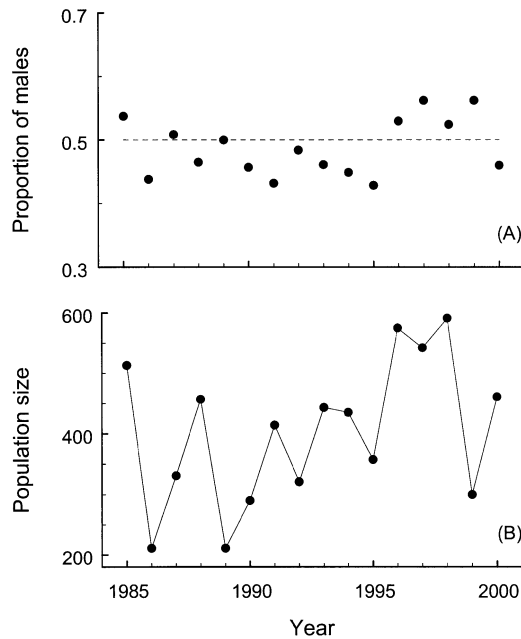 0.7
Proportion of males
0.5
(A)
0.3
600
Population size
400
200
(B)
1985 1990 1995 2000
Year